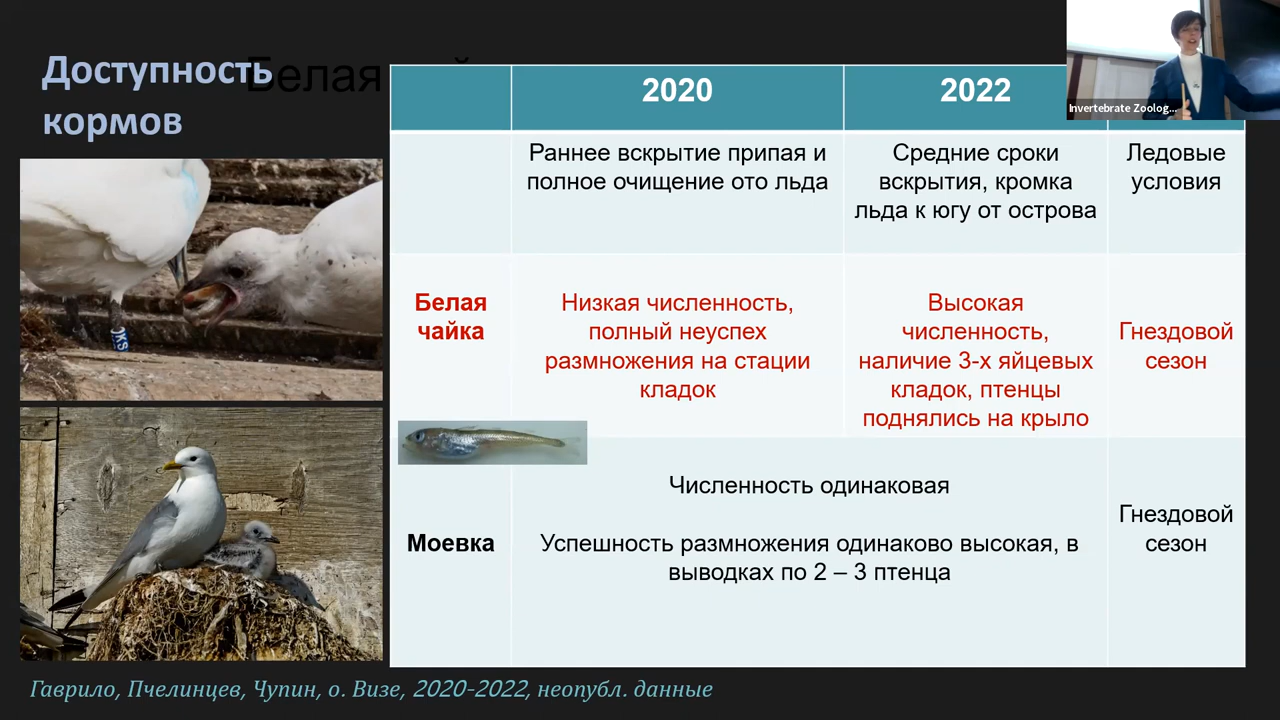 Доступность
кормов
Белая
2020
2022
Invertebrate Zoolog...
Раннее вскрытие припая и
полное очищение ото льда
Средние сроки
вскрытия, кромка
льда к югу от острова
Ледовые
условия
Белая
чайка
Низкая численность,
полный неуспех
размножения на стации
кладок
Высокая
численность,
наличие 3-х яйцевых
кладок, птенцы
поднялись на крыло
Гнездовой
сезон
Моевка
Численность одинаковая
Успешность размножения одинаково высокая, в
выводках по 2 – 3 птенца
Гнездовой
сезон
Гаврило, Пчелинцев, Чупин, о. Визе, 2020-2022, неопубл. данные